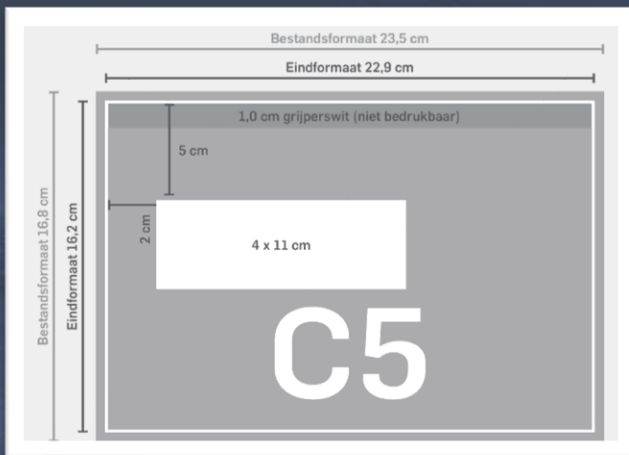 Bestandsformaat 23,5 cm
Eindformaat 22,9 cm
1,0 cm grijperswit (niet bedrukbaar)
5 cm
Bestandsformaat 16,8 cm
Eindformaat 16,2 cm
2 cm
4 x 11 cm
C5